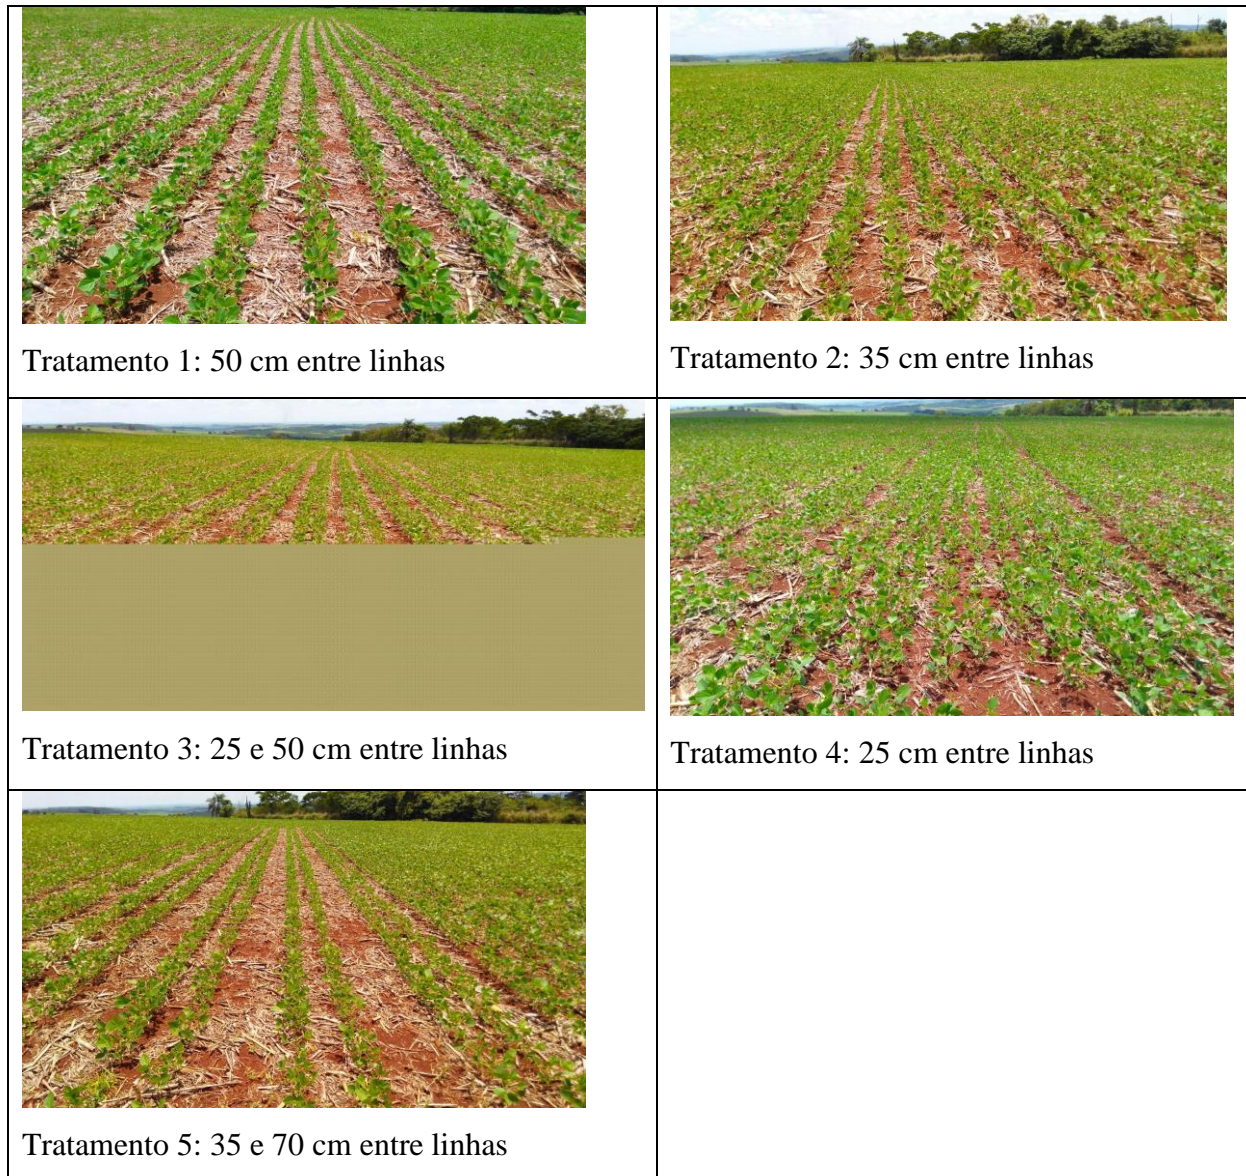 Tratamento 1: 50 cm entre linhas
Tratamento 2: 35 cm entre linhas
Tratamento 3: 25 e 50 cm entre linhas
Tratamento 4: 25 cm entre linhas
Tratamento 5: 35 e 70 cm entre linhas